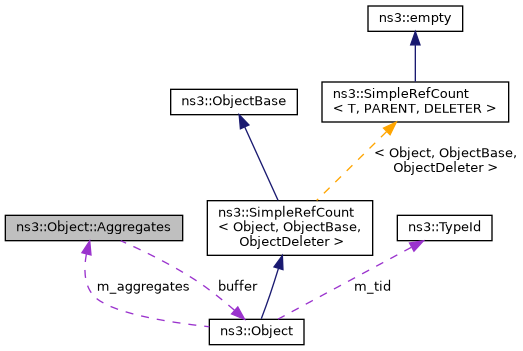 ns3::empty
ns3::SimpleRefCount
< T, PARENT, DELETER >
ns3::ObjectBase
< Object, ObjectBase,
ObjectDeleter >
ns3::SimpleRefCount
< Object, ObjectBase,
ObjectDeleter >
ns3::Object::Aggregates
ns3::TypeId
m_aggregates
buffer
m_tid
ns3::Object